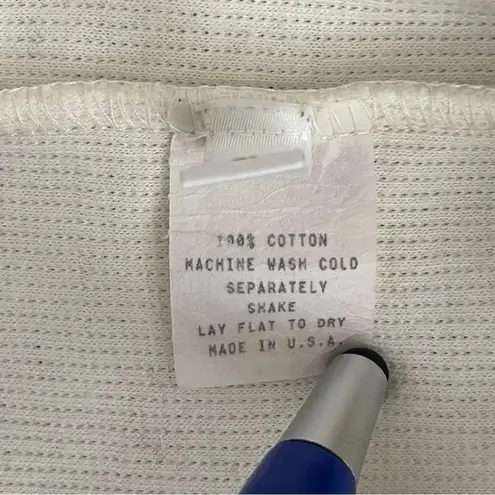 100% COTTON
MACHINE WASH COLD
SEPARATELY
SHAKE
LAY FLAT TO DRY
MADE IN U.S.A.